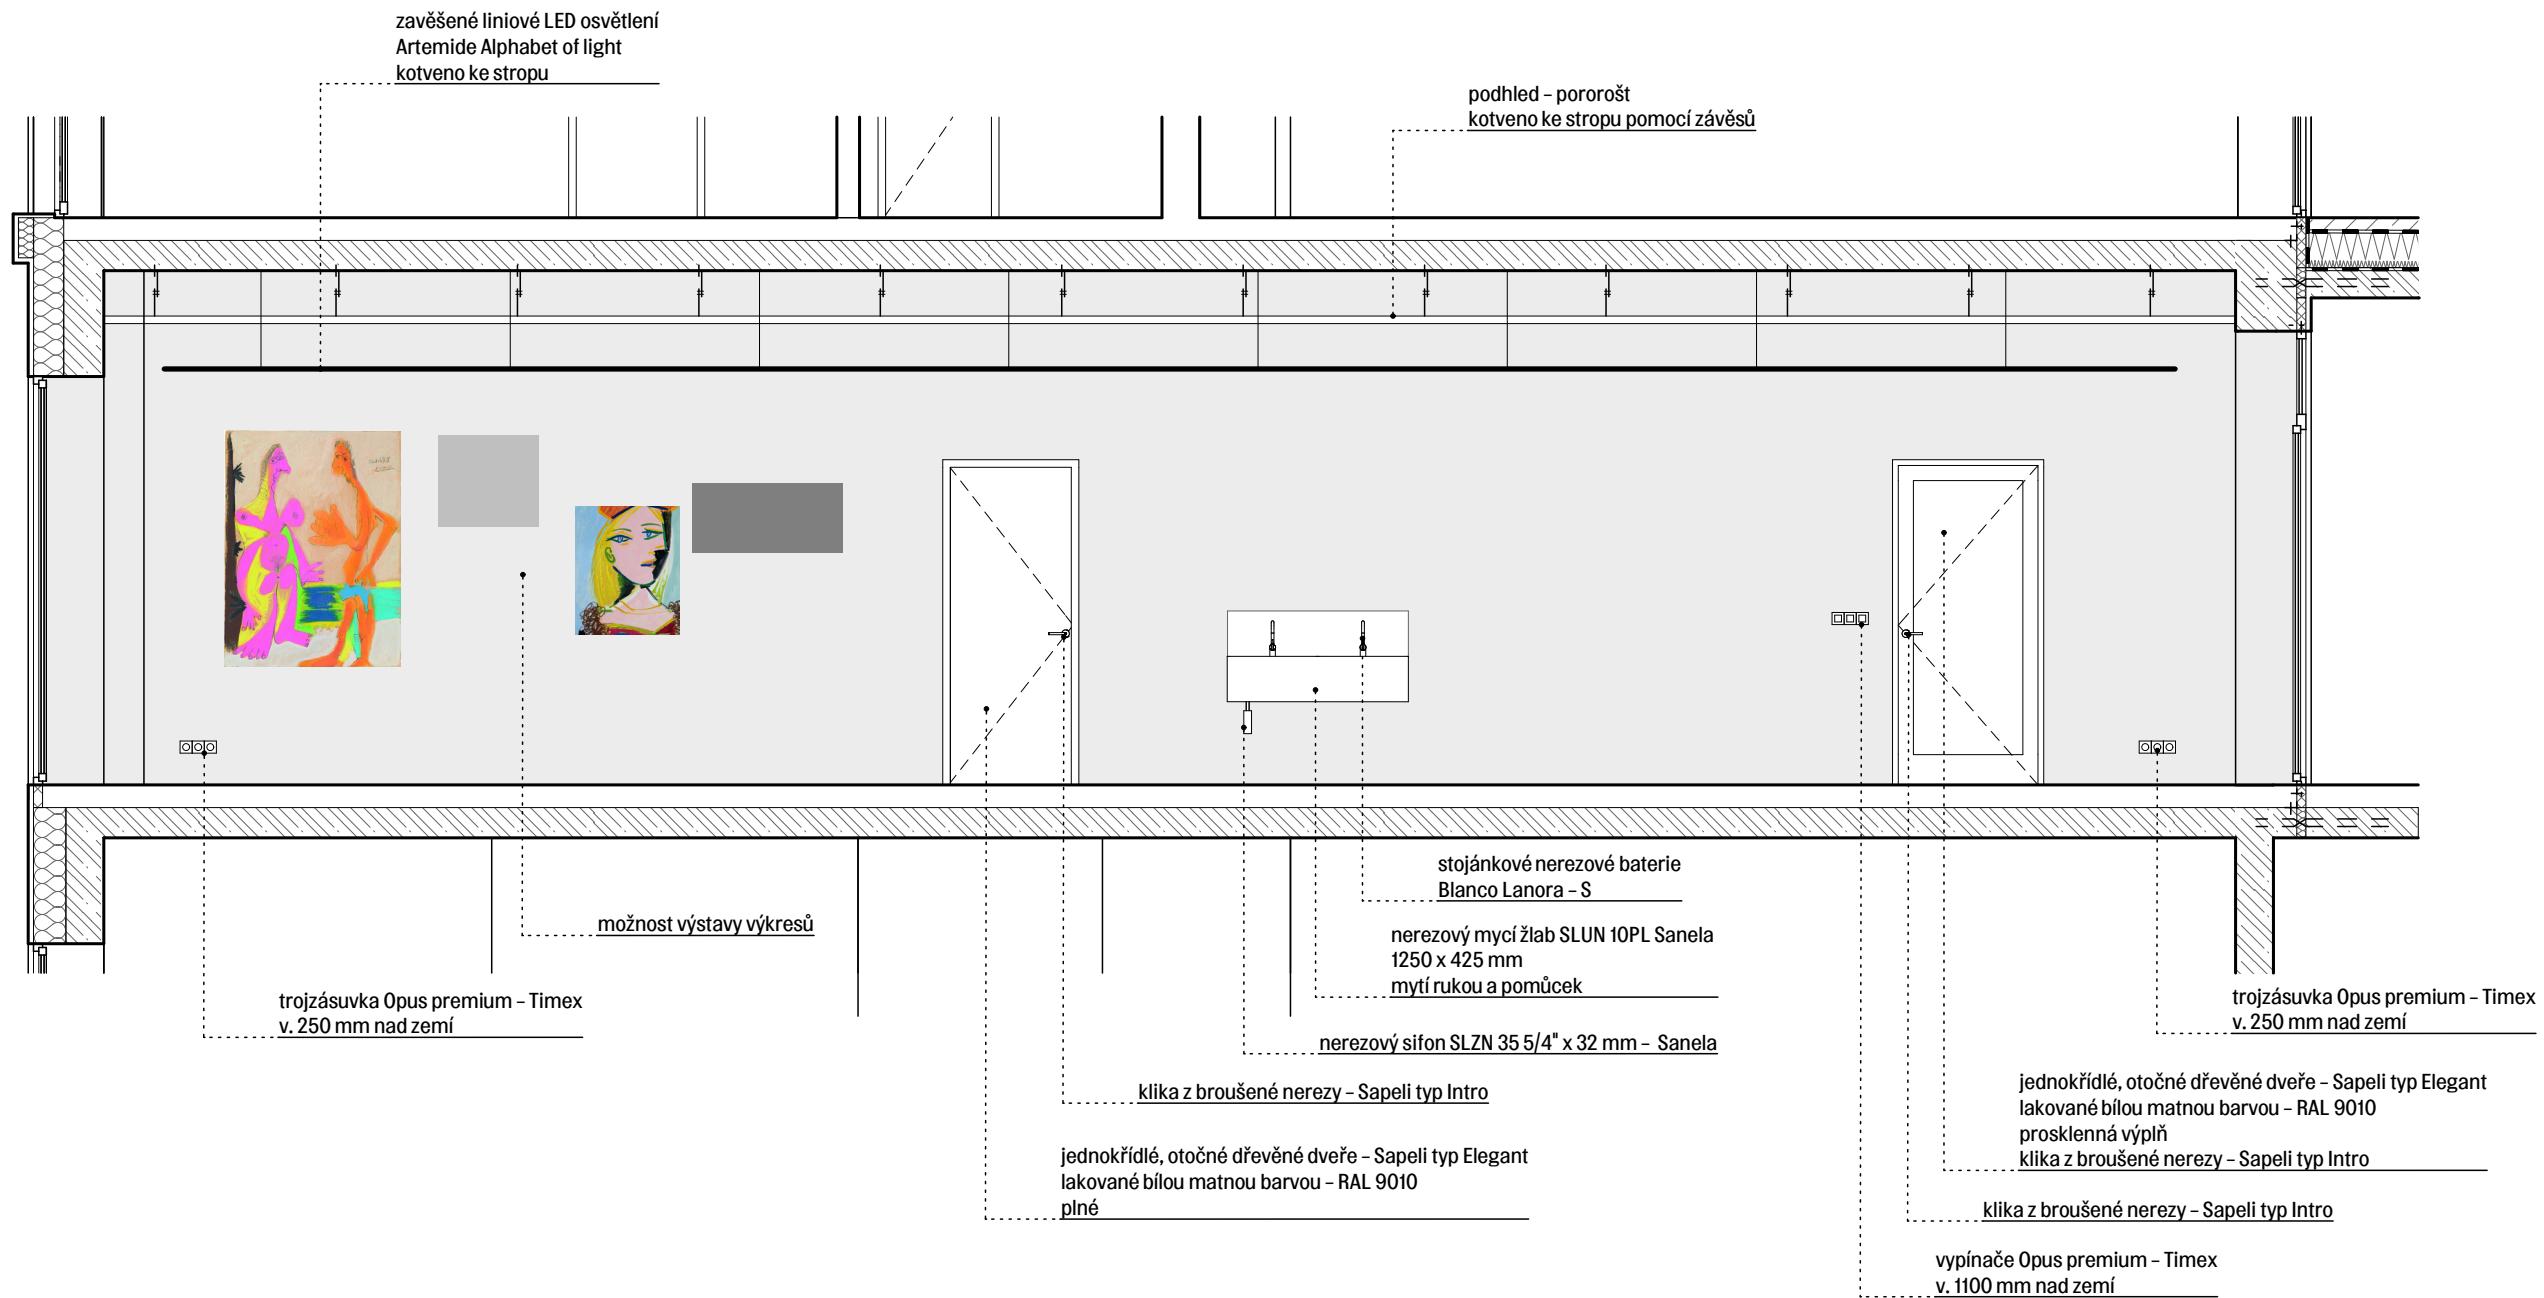 zavěšené liniové LED osvětlení
Artemide Alphabet of light
kotveno ke stropu
podhled – pororošt
kotveno ke stropu pomocí závěsů
stojánkové nerezové baterie
Blanco Lanora – S
možnost výstavy výkresů
nerezový mycí žlab SLUN 10PL Sanela
1250 x 425 mm
mytí rukou a pomůcek
trojzásuvka Opus premium – Timex
v. 250 mm nad zemí
trojzásuvka Opus premium – Timex
v. 250 mm nad zemí
nerezový sifon SLZN 35 5/4" x 32 mm – Sanela
klika z broušené nerezy – Sapeli typ Intro
jednokřídlé, otočné dřevěné dveře – Sapeli typ Elegant
lakované bílou matnou barvou – RAL 9010
prosklenná výplň
klika z broušené nerezy – Sapeli typ Intro
jednokřídlé, otočné dřevěné dveře – Sapeli typ Elegant
lakované bílou matnou barvou – RAL 9010
plné
klika z broušené nerezy – Sapeli typ Intro
vypínače Opus premium – Timex
v. 1100 mm nad zemí